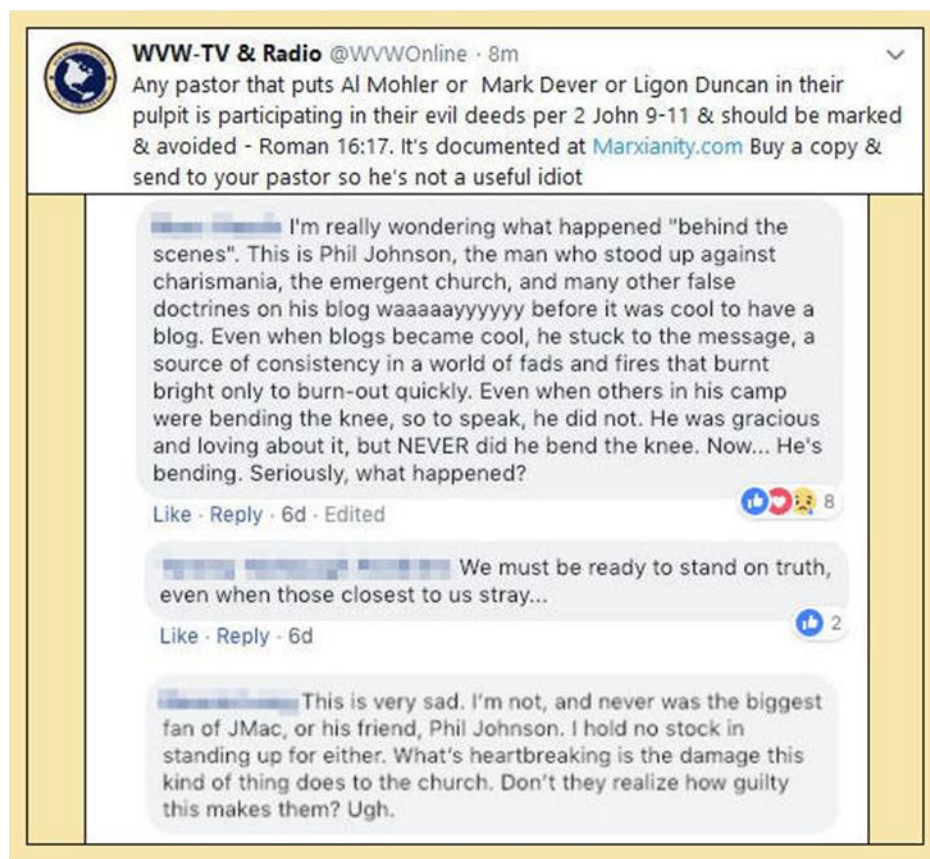 WVW-TV & Radio @WVWOnline · 8m
Any pastor that puts Al Mohler or Mark Dever or Ligon Duncan in their
pulpit is participating in their evil deeds per 2 John 9-11 & should be marked
& avoided - Roman 16:17. It's documented at Marxianity.com Buy a copy &
send to your pastor so he's not a useful idiot
I'm really wondering what happened "behind the
scenes". This is Phil Johnson, the man who stood up against
charismania, the emergent church, and many other false
doctrines on his blog waaaaayyyyyy before it was cool to have a
blog. Even when blogs became cool, he stuck to the message, a
source of consistency in a world of fads and fires that burnt
bright only to burn-out quickly. Even when others in his camp
were bending the knee, so to speak, he did not. He was gracious
and loving about it, but NEVER did he bend the knee. Now... He's
bending. Seriously, what happened?
8
Like · Reply · 6d · Edited
We must be ready to stand on truth,
even when those closest to us stray...
2
Like · Reply · 6d
This is very sad. I'm not, and never was the biggest
fan of JMac, or his friend, Phil Johnson. I hold no stock in
standing up for either. What's heartbreaking is the damage this
kind of thing does to the church. Don't they realize how guilty
this makes them? Ugh.